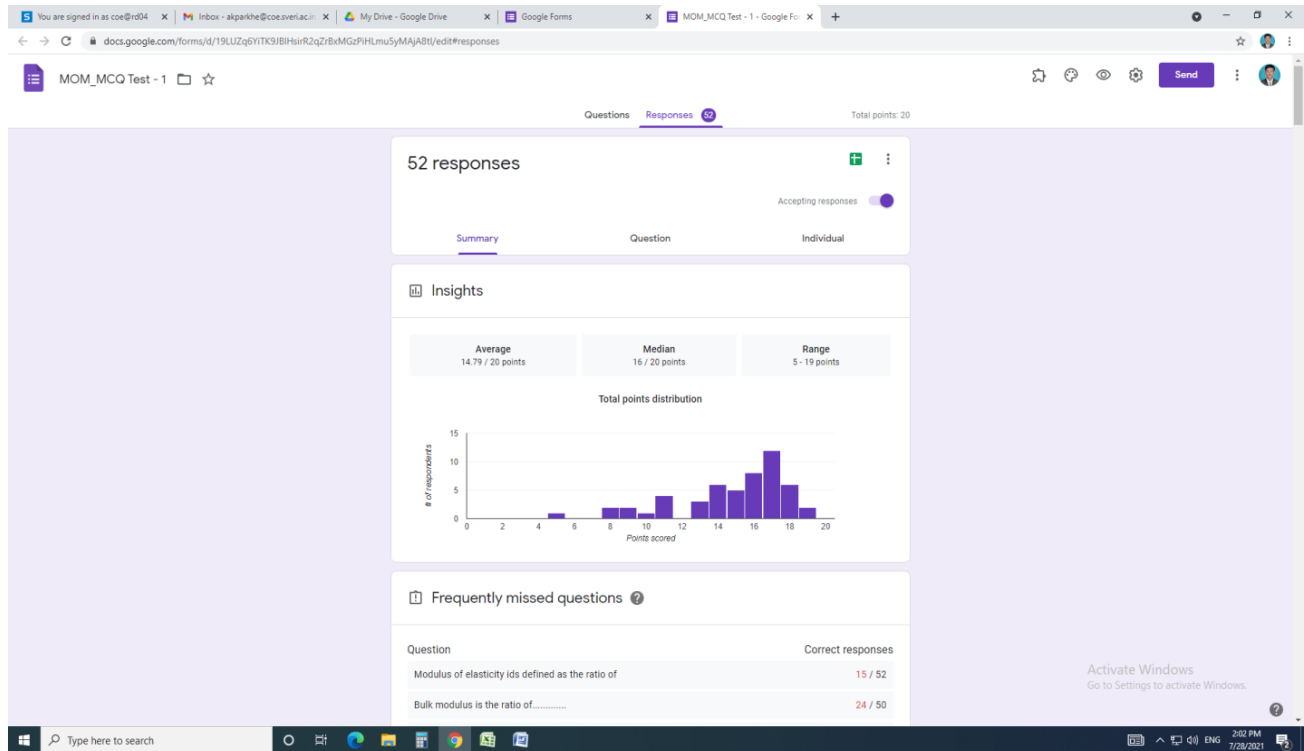 You are signed in as coe@rd04
Inbox - akparkhe@coe.sveri.ac.in
My Drive - Google Drive
Google Forms
MOM_MCQ Test - 1 - Google For
docs.google.com/forms/d/19LUZq6YiTK9JBIHsirR2qZrBxMGzPiHLmu5yMAjA8tI/edit#responses
MOM_MCQ Test - 1
Send
Questions
Responses 52
Total points: 20
52 responses
Accepting responses
Summary
Question
Individual
Insights
Average
14.79 / 20 points
Median
16 / 20 points
Range
5 - 19 points
Total points distribution
# of respondents
15
10
5
0
0 2 4 6 8 10 12 14 16 18 20
Points scored
Frequently missed questions
Question Correct responses
Modulus of elasticity ids defined as the ratio of 15 / 52
Bulk modulus is the ratio of............. 24 / 50
Activate Windows
Go to Settings to activate Windows.
Type here to search
ENG
2:02 PM
7/28/2021
2